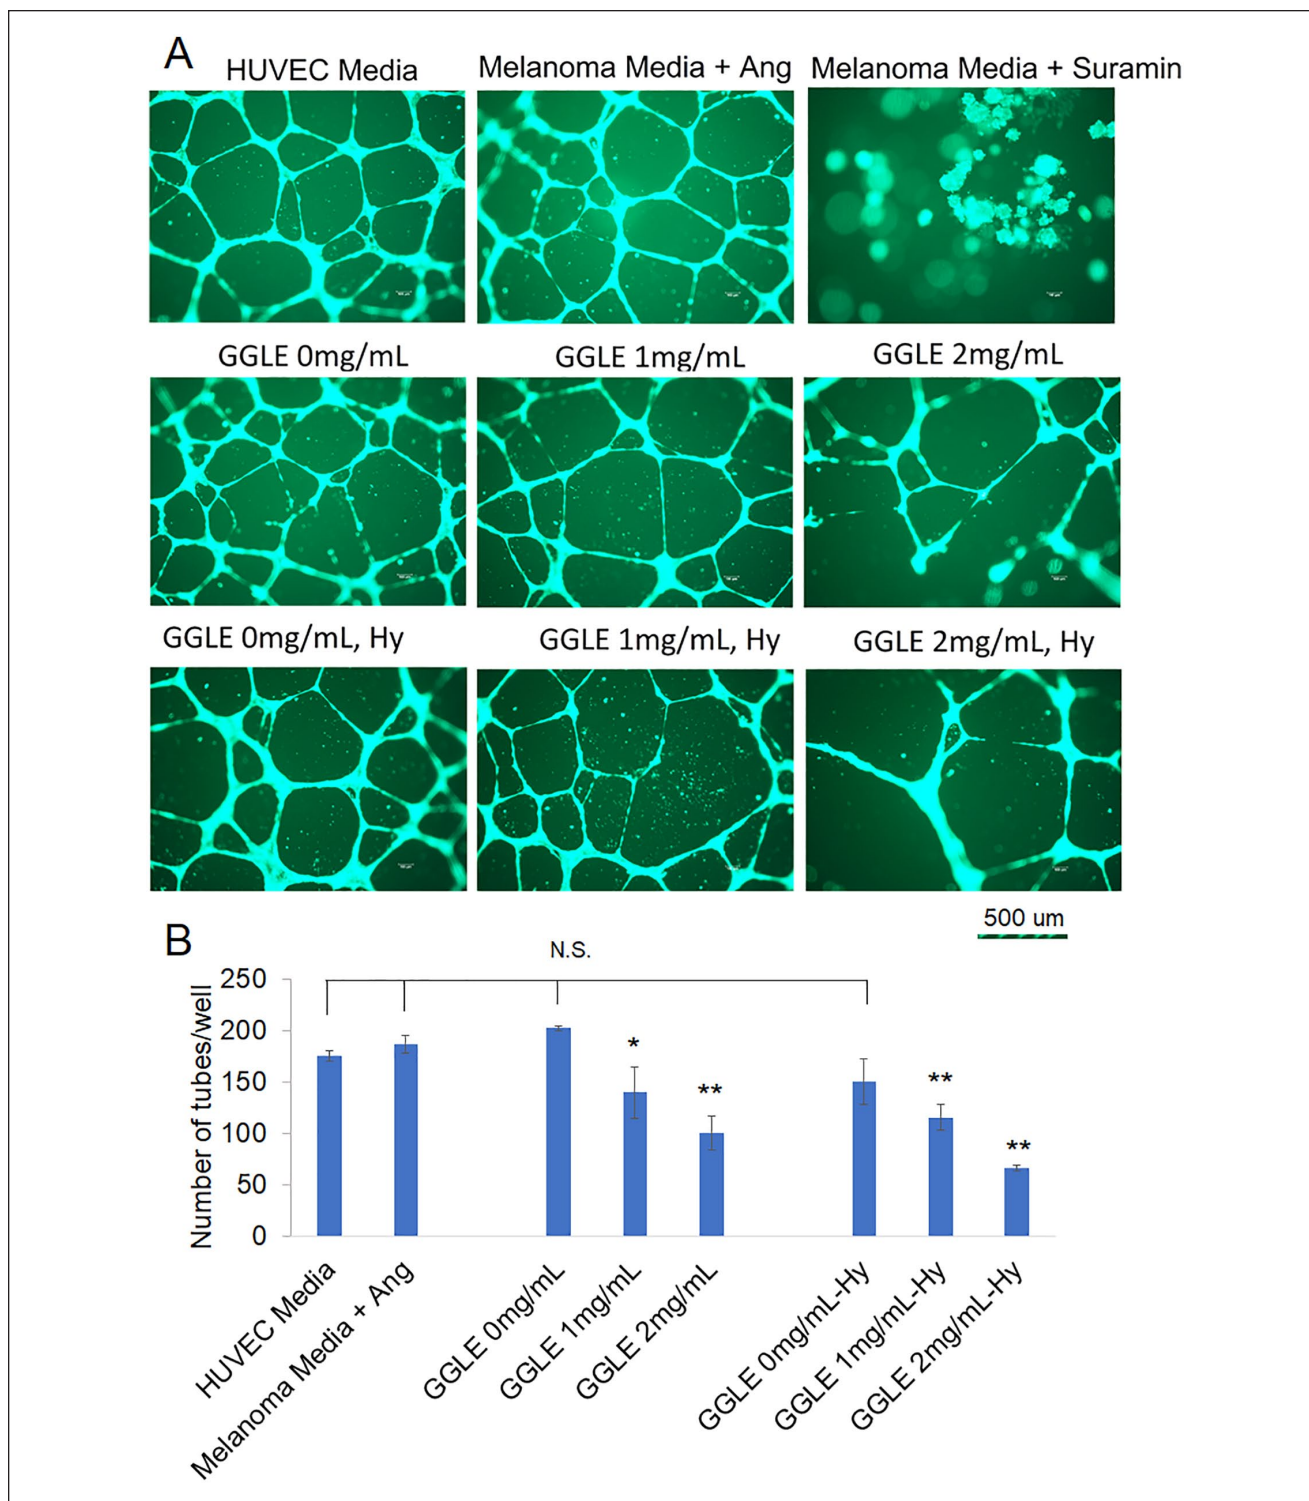 A
HUVEC Media
Melanoma Media + Ang
Melanoma Media + Suramin
GGLE 0mg/mL
GGLE 1mg/mL
GGLE 2mg/mL
GGLE 0mg/mL, Hy
GGLE 1mg/mL, Hy
GGLE 2mg/mL, Hy
500 um
B
N.S.
Number of tubes/well
250
200
150
100
50
0
*
**
**
**
HUVEC Media
Melanoma Media + Ang
GGLE 0mg/mL
GGLE 1mg/mL
GGLE 2mg/mL
GGLE 0mg/mL-Hy
GGLE 1mg/mL-Hy
GGLE 2mg/mL-Hy